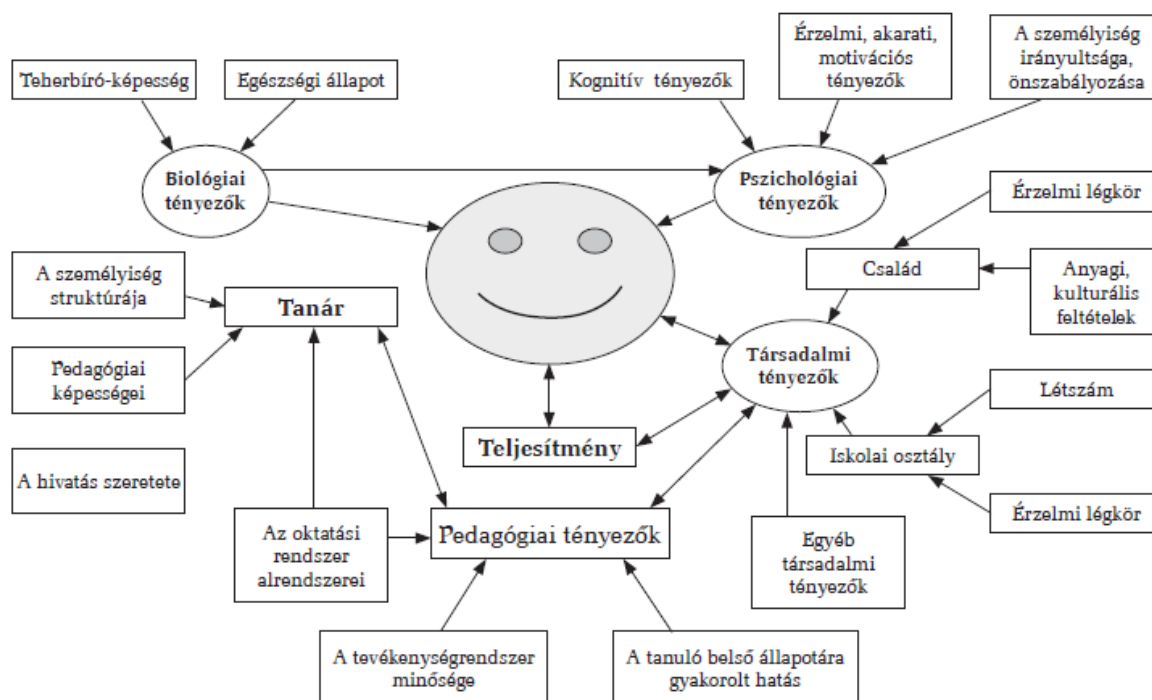 Teherbíró-képesség
Egészségi állapot
Kognitív tényezők
Érzelmi, akarati,
motivációs
tényezők
A személyiség
irányultsága,
önszabályozása
Biológiai
tényezők
Pszichológiai
tényezők
Érzelmi légkör
Család
Anyagi,
kulturális
feltételek
A személyiség
struktúrája
Tanár
Pedagógiai
képességei
Társadalmi
tényezők
Létszám
Teljesítmény
Iskolai osztály
A hivatás szeretete
Érzelmi légkör
Az oktatási
rendszer
alrendszerei
Pedagógiai tényezők
Egyéb
társadalmi
tényezők
A tevékenységrendszer
minősége
A tanuló belső állapotára
gyakorolt hatás